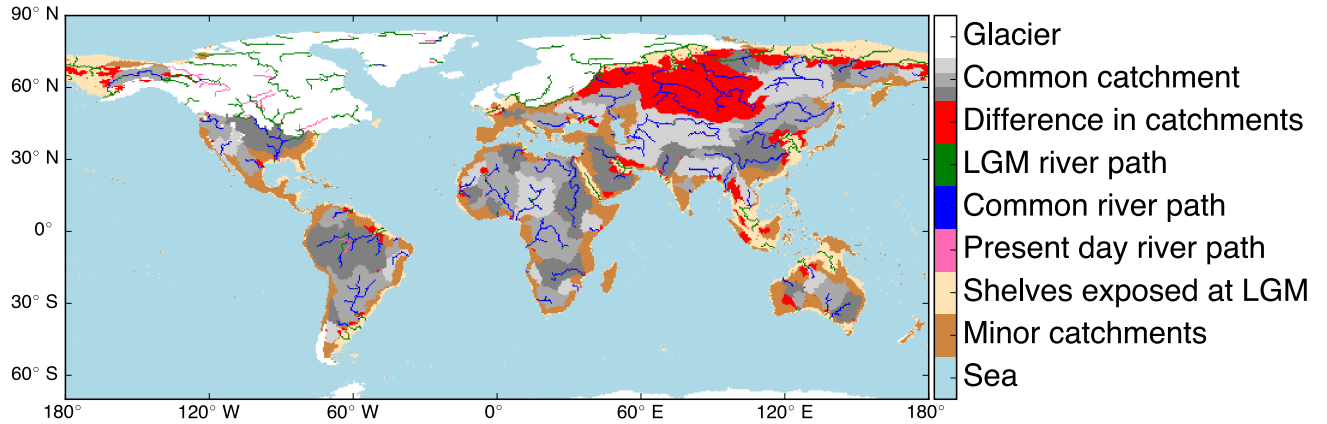 90° N
60° N
30° N
0°
30° S
60° S
180°
120° W
60° W
0°
60° E
120° E
180°
Glacier
Common catchment
Difference in catchments
LGM river path
Common river path
Present day river path
Shelves exposed at LGM
Minor catchments
Sea